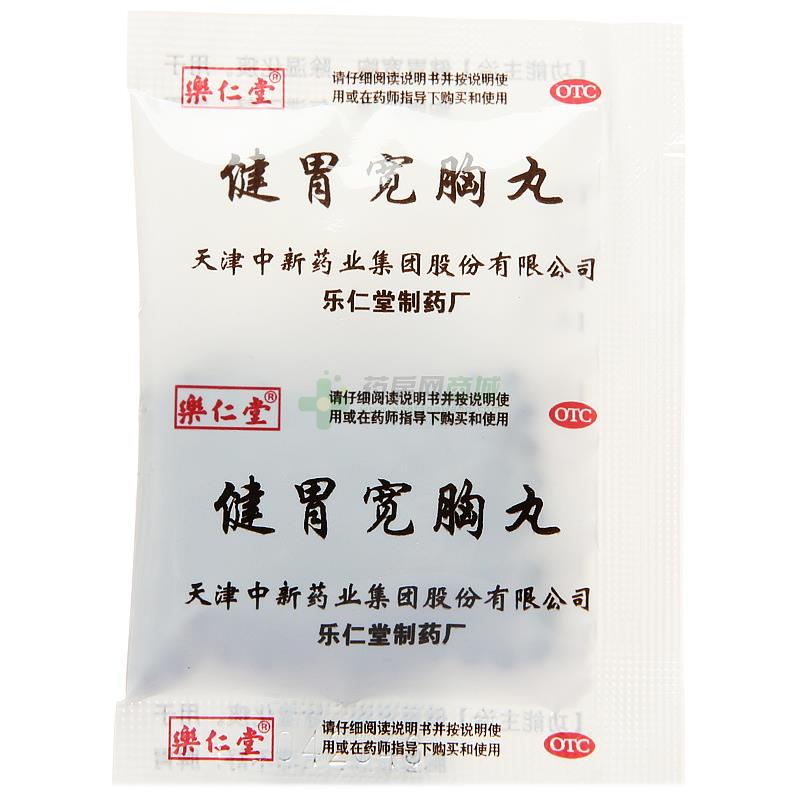 樂仁堂®
请仔细阅读说明书并按说明使
用或在药师指导下购买和使用
OTC
健胃宽胸丸
天津中新药业集团股份有限公司
乐仁堂制药厂
药房网商城
樂仁堂®
请仔细阅读说明书并按说明使
用或在药师指导下购买和使用
OTC
健胃宽胸丸
天津中新药业集团股份有限公司
乐仁堂制药厂
樂仁堂®
请仔细阅读说明书并按说明使
用或在药师指导下购买和使用
OTC